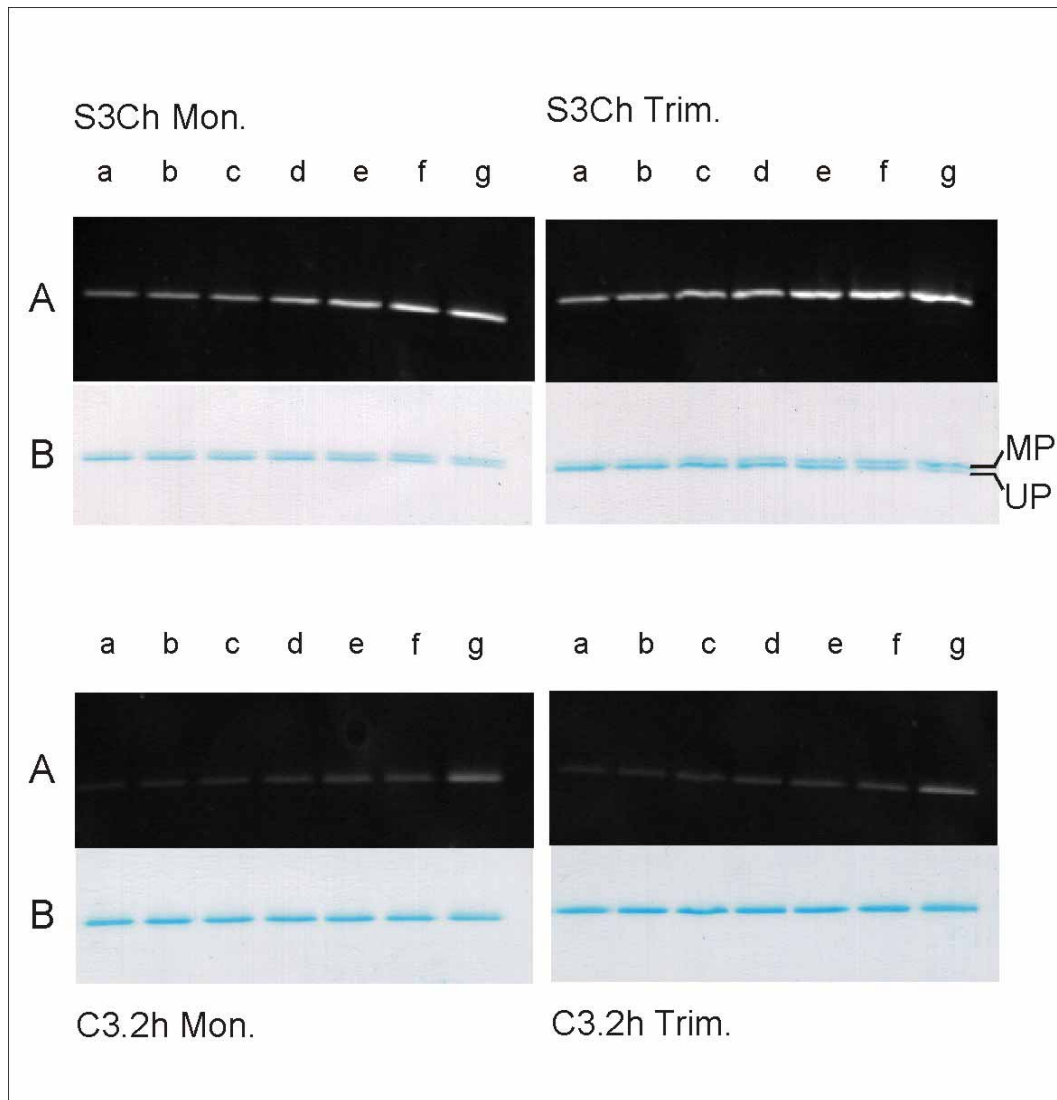 S3Ch Mon.
S3Ch Trim.
a b c d e f g
a b c d e f g
A
B
MP
UP
a b c d e f g
a b c d e f g
A
B
C3.2h Mon.
C3.2h Trim.